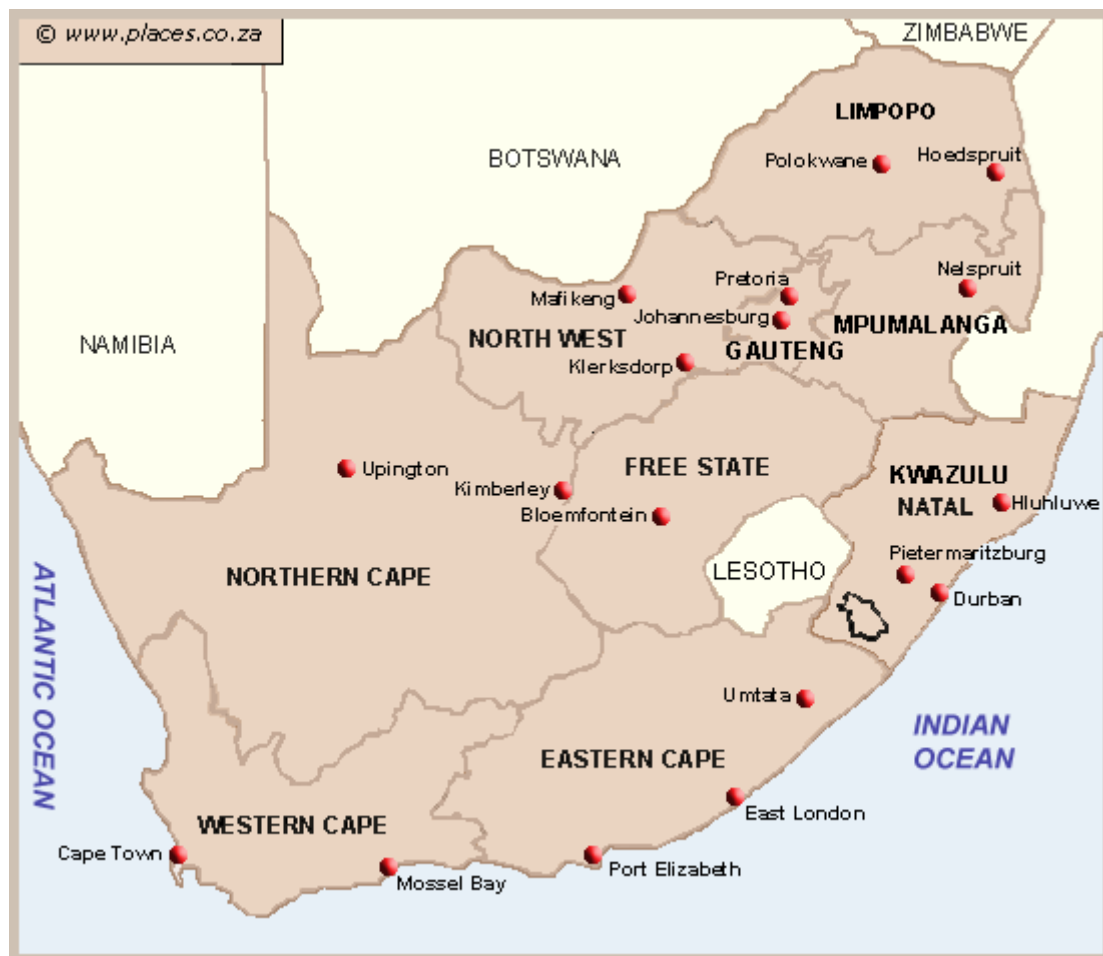 © www.places.co.za
ZIMBABWE
LIMPOPO
BOTSWANA
Polokwane
Hoedspruit
Pretoria
Nelspruit
Mafikeng
Johannesburg
MPUMALANGA
NORTH WEST
NAMIBIA
GAUTENG
Klerksdorp
Upington
FREE STATE
KWAZULU
NATAL
Kimberley
Hluhluwe
Bloemfontein
Pietermaritzburg
LESOTHO
NORTHERN CAPE
Durban
ATLANTIC OCEAN
Umtata
INDIAN
OCEAN
EASTERN CAPE
East London
WESTERN CAPE
Cape Town
Port Elizabeth
Mossel Bay